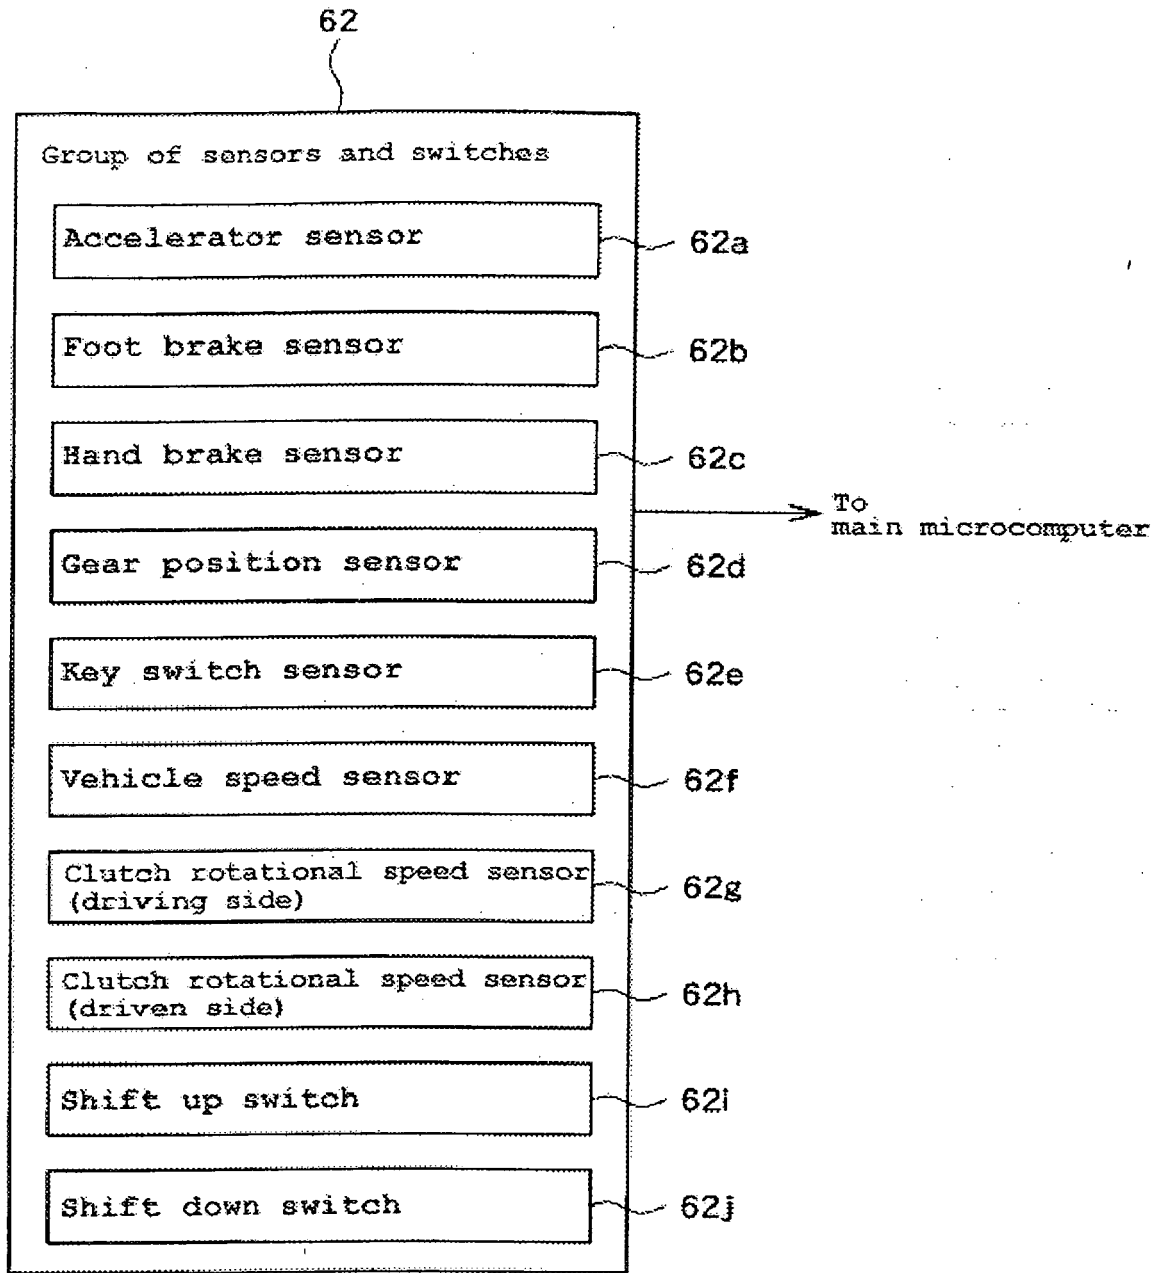 62
Group of sensors and switches
Accelerator sensor
62a
Foot brake sensor
62b
Hand brake sensor
62c
To
main microcomputer
Gear position sensor
62d
Key switch sensor
62e
Vehicle speed sensor
62f
Clutch rotational speed sensor
(driving side)
62g
Clutch rotational speed sensor
(driven side)
62h
Shift up switch
62i
Shift down switch
62j